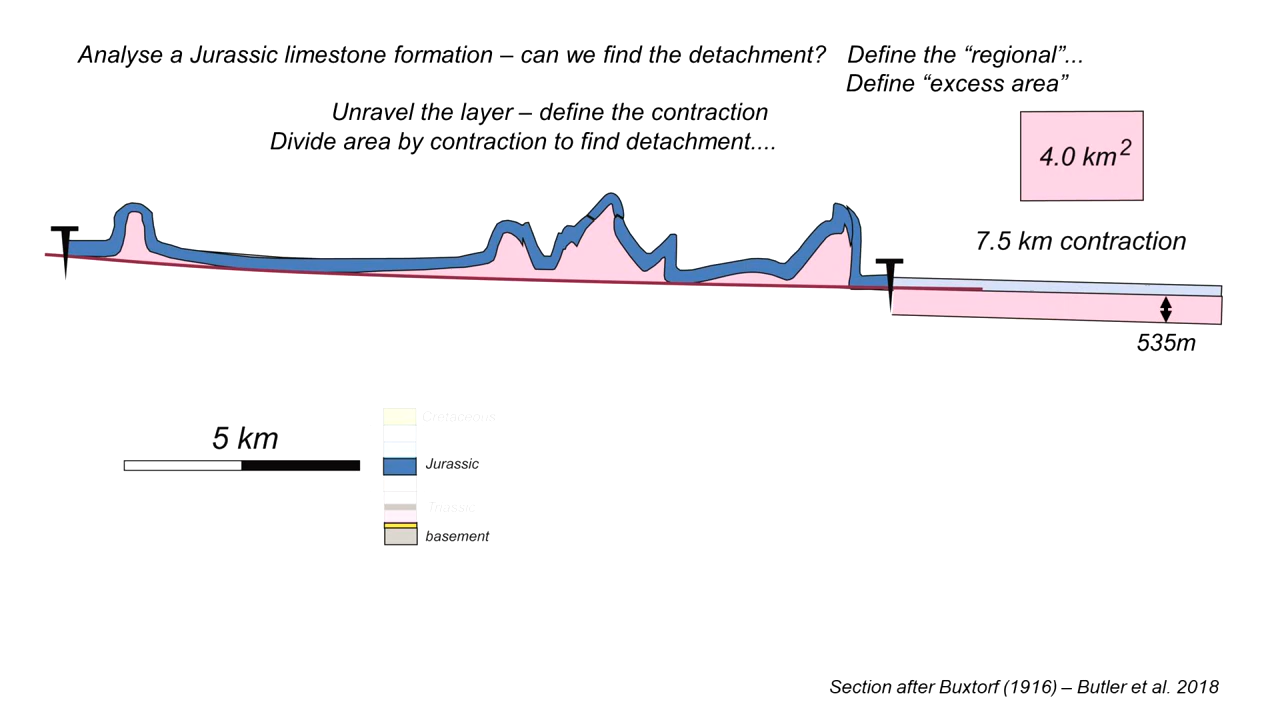 Analyse a Jurassic limestone formation – can we find the detachment?
Define the “regional”...
Define “excess area”
Unravel the layer – define the contraction
Divide area by contraction to find detachment....
4.0 km2
7.5 km contraction
535m
5 km
Cretaceous
Jurassic
Triassic
basement
Section after Buxtorf (1916) – Butler et al. 2018